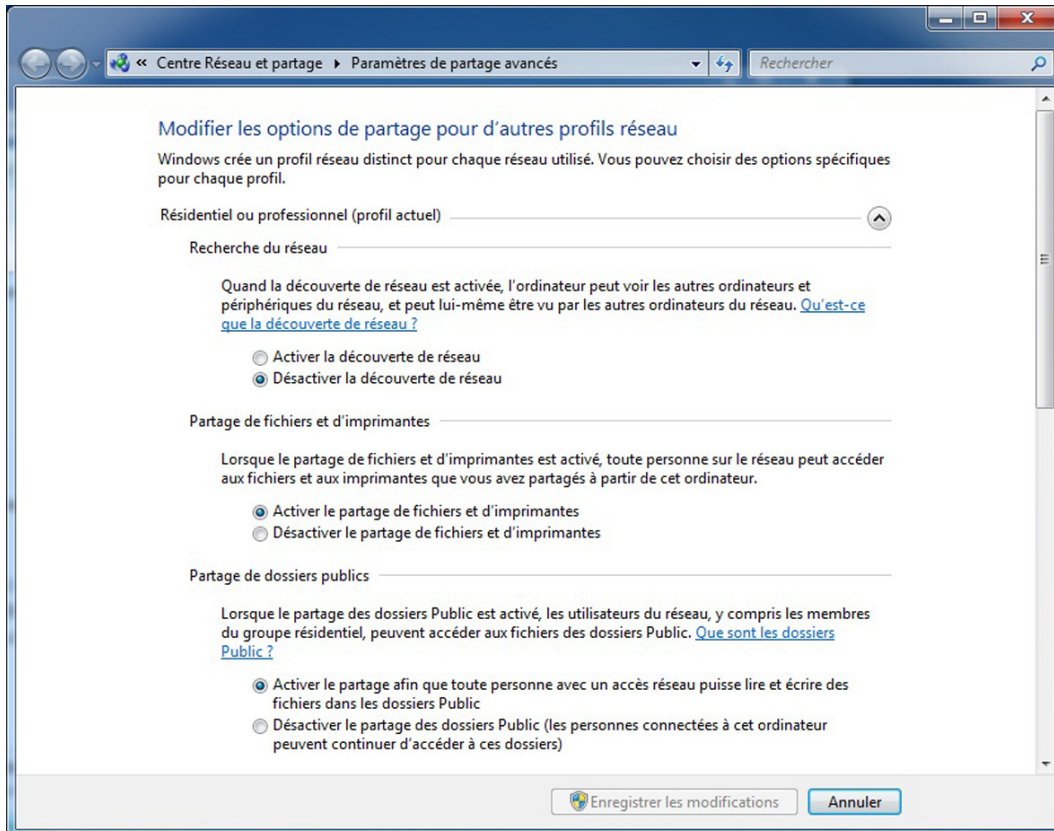 « Centre Réseau et partage ▸ Paramètres de partage avancés
Rechercher
Modifier les options de partage pour d'autres profils réseau
Windows crée un profil réseau distinct pour chaque réseau utilisé. Vous pouvez choisir des options spécifiques
pour chaque profil.
Résidentiel ou professionnel (profil actuel)
Recherche du réseau
Quand la découverte de réseau est activée, l'ordinateur peut voir les autres ordinateurs et
périphériques du réseau, et peut lui-même être vu par les autres ordinateurs du réseau. Qu'est-ce
que la découverte de réseau ?
Activer la découverte de réseau
Désactiver la découverte de réseau
Partage de fichiers et d'imprimantes
Lorsque le partage de fichiers et d'imprimantes est activé, toute personne sur le réseau peut accéder
aux fichiers et aux imprimantes que vous avez partagés à partir de cet ordinateur.
Activer le partage de fichiers et d'imprimantes
Désactiver le partage de fichiers et d'imprimantes
Partage de dossiers publics
Lorsque le partage des dossiers Public est activé, les utilisateurs du réseau, y compris les membres
du groupe résidentiel, peuvent accéder aux fichiers des dossiers Public. Que sont les dossiers
Public ?
Activer le partage afin que toute personne avec un accès réseau puisse lire et écrire des
fichiers dans les dossiers Public
Désactiver le partage des dossiers Public (les personnes connectées à cet ordinateur
peuvent continuer d'accéder à ces dossiers)
Enregistrer les modifications
Annuler